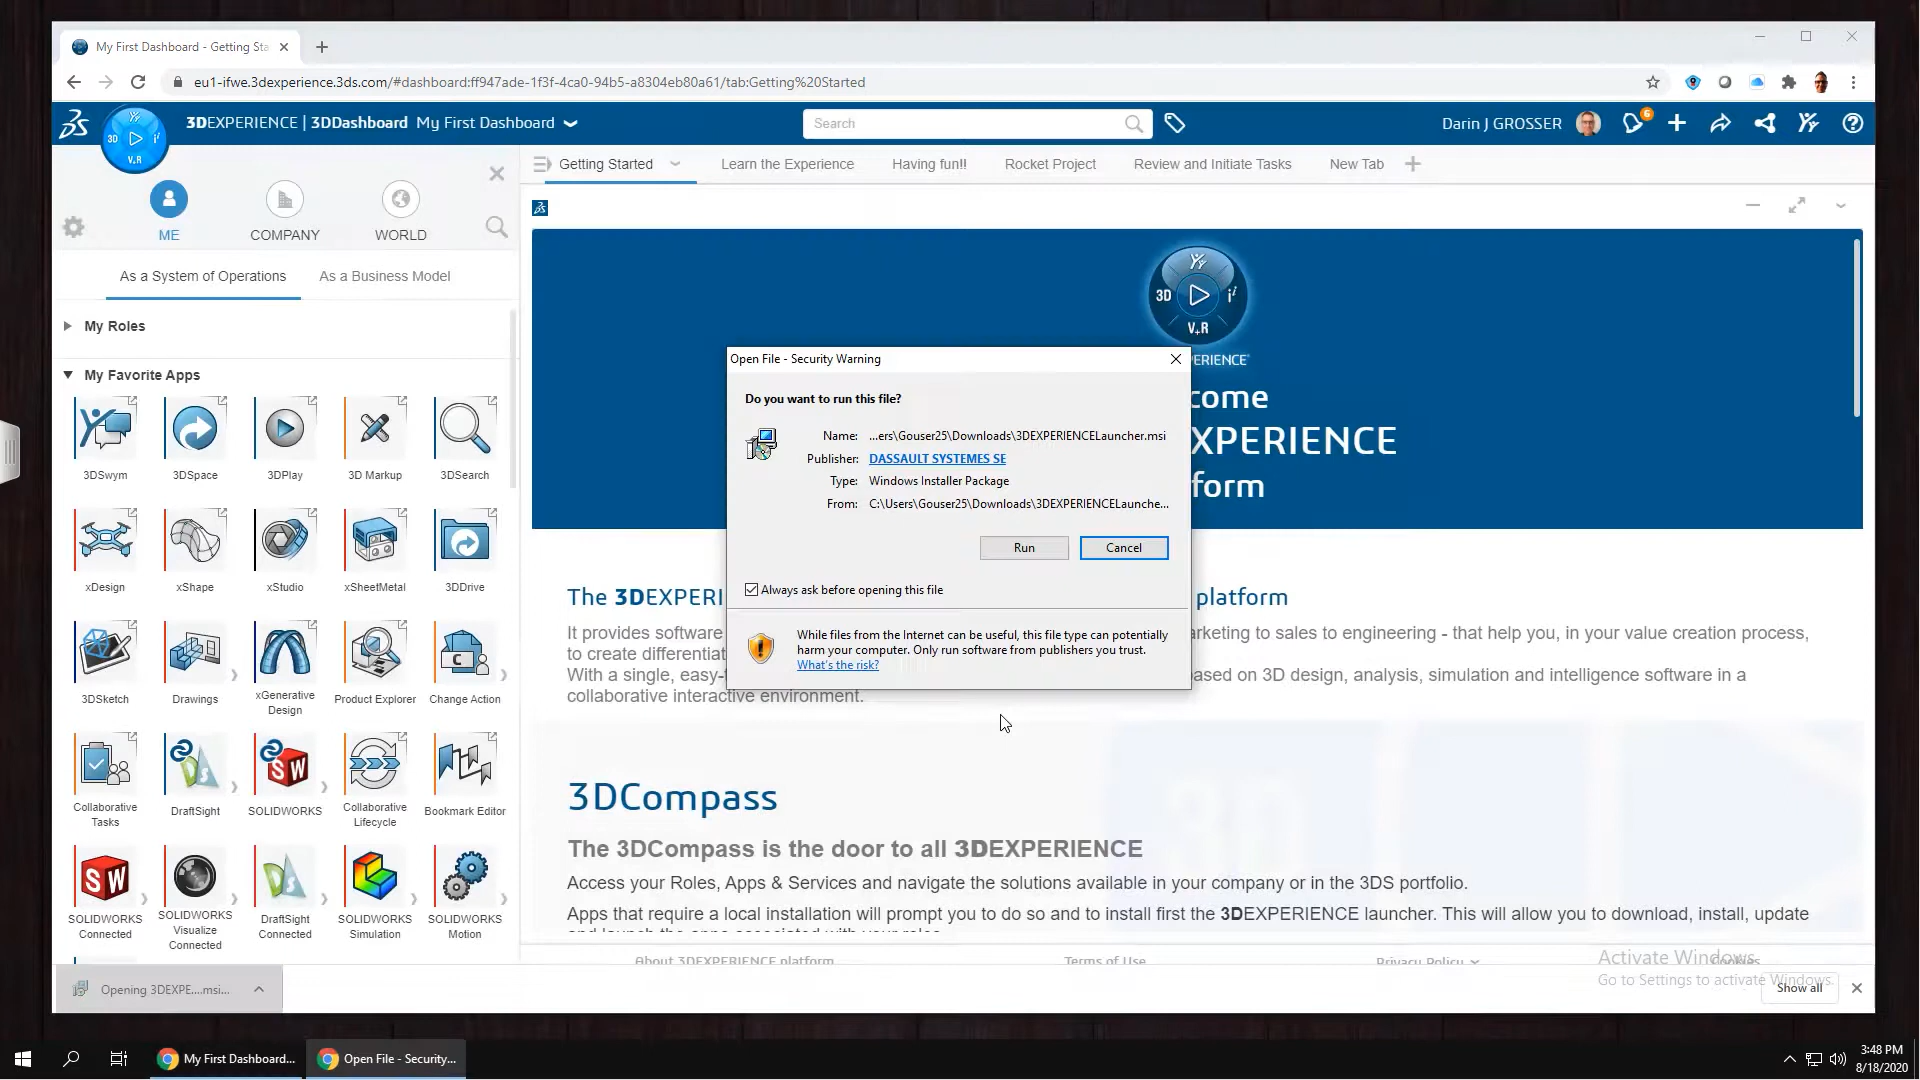 My First Dashboard - Getting Sta
eu1-ifwe.3dexperience.3ds.com/#dashboard:ff947ade-1f3f-4ca0-94b5-a8304eb80a61/tab:Getting%20Started
3DEXPERIENCE | 3DDashboard My First Dashboard
Search
Darin J GROSSER
6
3D
V.R
ME
COMPANY
WORLD
As a System of Operations
As a Business Model
My Roles
My Favorite Apps
3DSwym
3DSpace
3DPlay
3D Markup
3DSearch
xDesign
xShape
xStudio
xSheetMetal
3DDrive
3DSketch
Drawings
xGenerative
Design
Product Explorer
Change Action
Collaborative
Tasks
DraftSight
SOLIDWORKS
Collaborative
Lifecycle
Bookmark Editor
SOLIDWORKS
Connected
SOLIDWORKS
Visualize
Connected
DraftSight
Connected
SOLIDWORKS
Simulation
SOLIDWORKS
Motion
Getting Started
Learn the Experience
Having fun!!
Rocket Project
Review and Initiate Tasks
New Tab
3D
V+R
ERIENCE
come
XPERIENCE
form
Open File - Security Warning
Do you want to run this file?
Name: ...ers\Gouser25\Downloads\3DEXPERIENCELauncher.msi
Publisher: DASSAULT SYSTEMES SE
Type: Windows Installer Package
From: C:\Users\Gouser25\Downloads\3DEXPERIENCELaunche...
Run
Cancel
Always ask before opening this file
While files from the Internet can be useful, this file type can potentially
harm your computer. Only run software from publishers you trust.
What's the risk?
The 3DEXPERI platform
It provides software arketing to sales to engineering - that help you, in your value creation process,
to create differentiat
With a single, easy- ased on 3D design, analysis, simulation and intelligence software in a
collaborative interactive environment.
3DCompass
The 3DCompass is the door to all 3DEXPERIENCE
Access your Roles, Apps & Services and navigate the solutions available in your company or in the 3DS portfolio.
Apps that require a local installation will prompt you to do so and to install first the 3DEXPERIENCE launcher. This will allow you to download, install, update
and launch the apps associated with your roles.
About 3DEXPERIENCE platform
Terms of Use
Privacy Policy
Cookies
Activate Windows
Go to Settings to activate Windows.
Opening 3DEXPE....msi...
Show all
My First Dashboard...
Open File - Security...
3:48 PM
8/18/2020